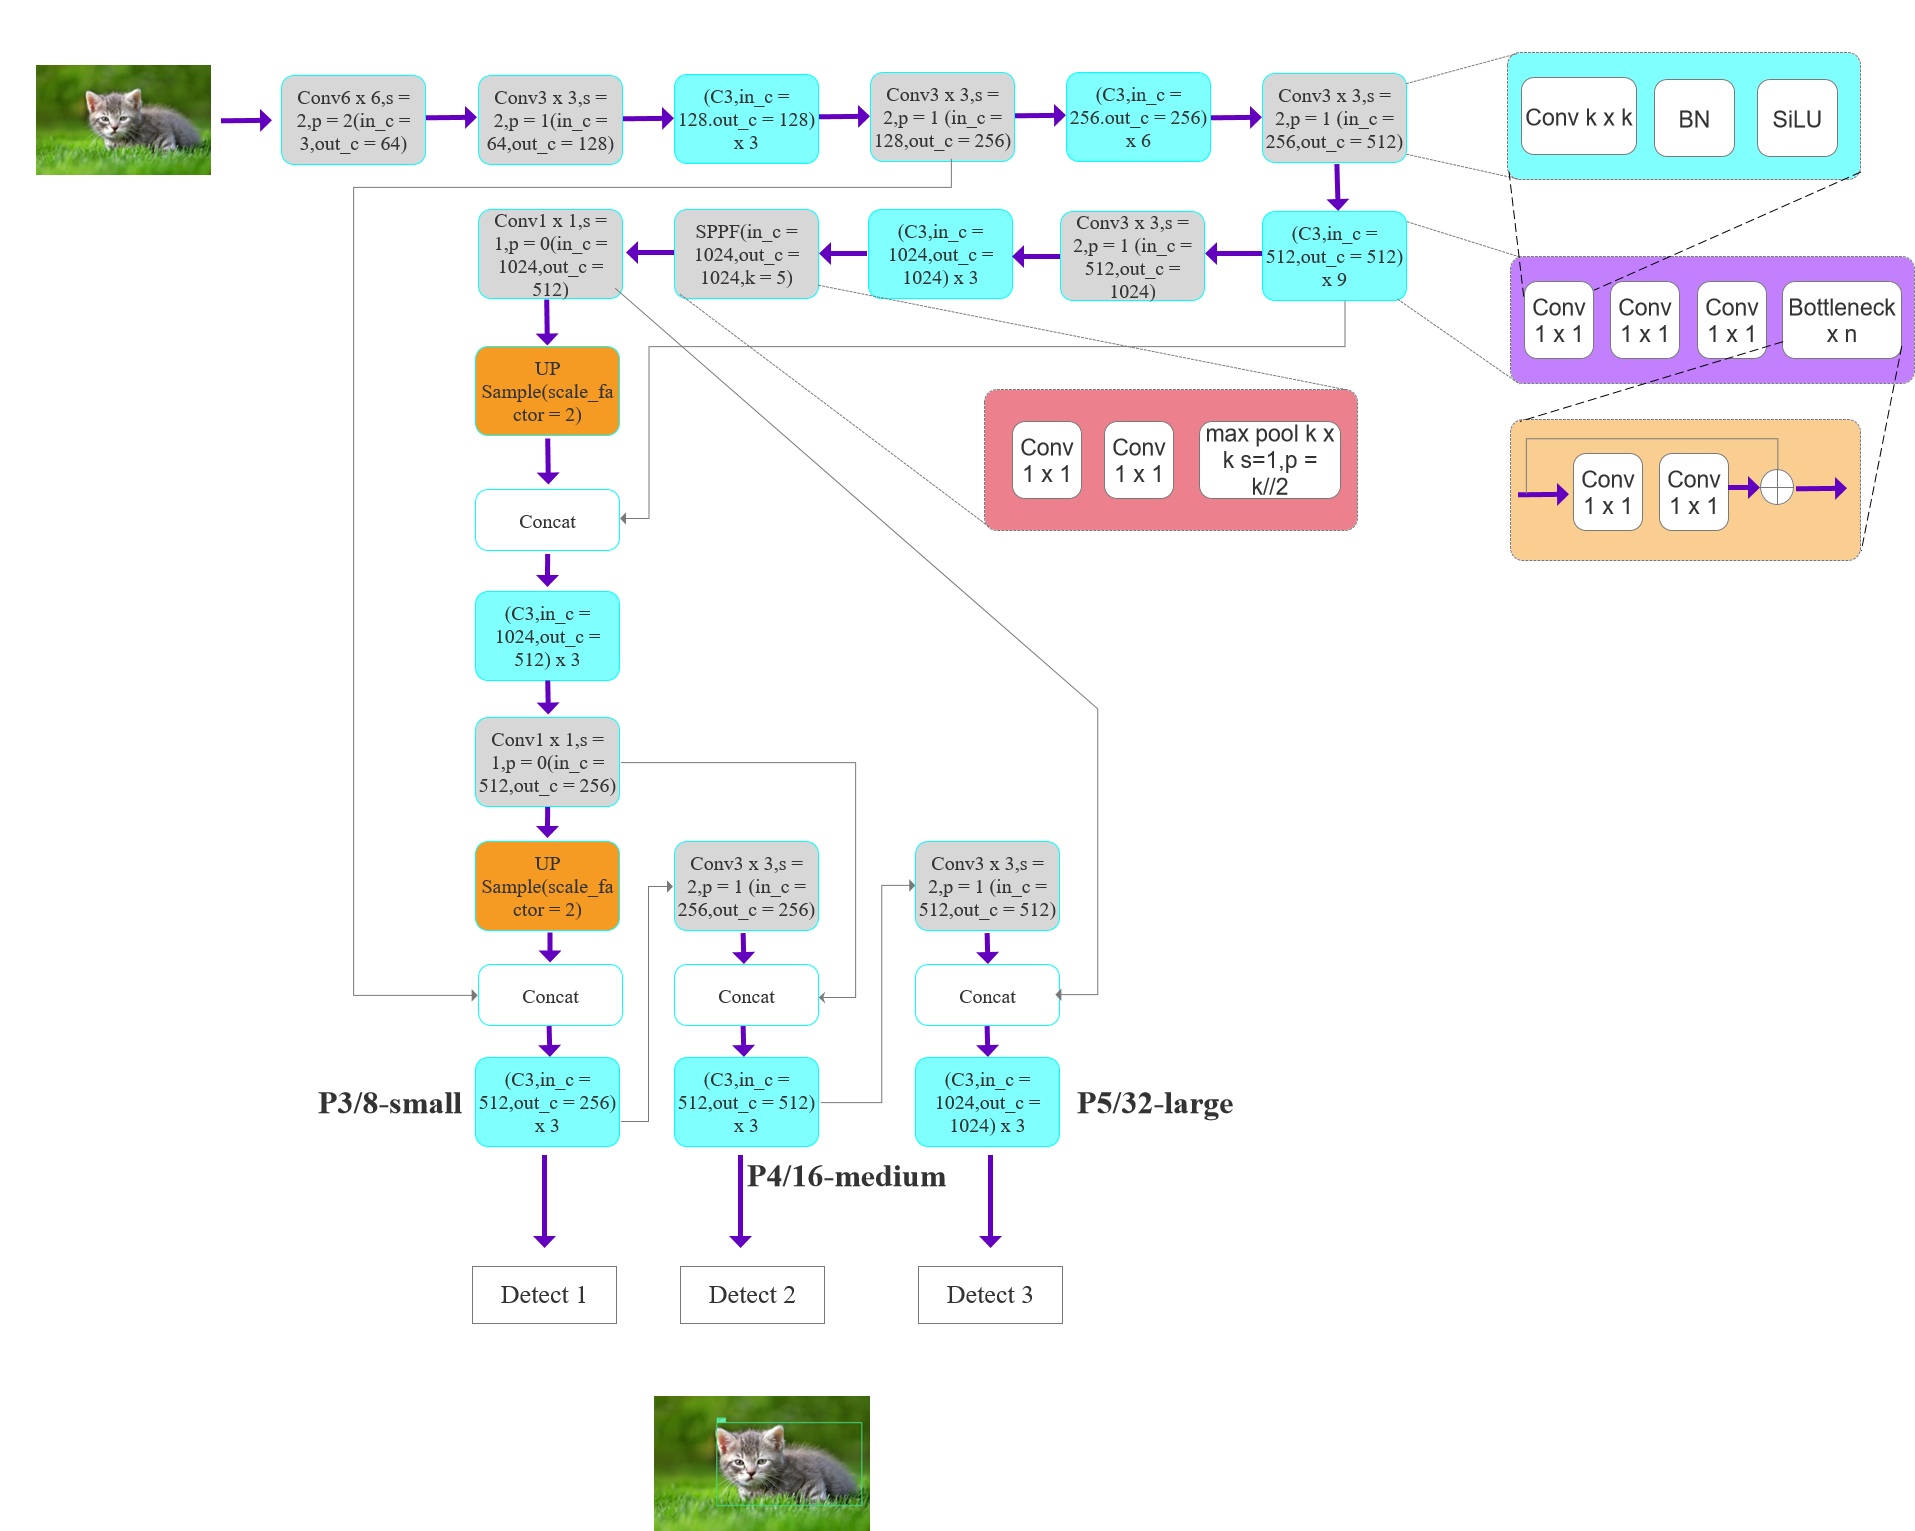 Conv6 x 6,s =
2,p = 2(in_c =
3,out_c = 64)
Conv3 x 3,s =
2,p = 1(in_c =
64,out_c = 128)
(C3,in_c =
128.out_c = 128)
x 3
Conv3 x 3,s =
2,p = 1 (in_c =
128,out_c = 256)
(C3,in_c =
256.out_c = 256)
x 6
Conv3 x 3,s =
2,p = 1 (in_c =
256,out_c = 512)
Conv k x k
BN
SiLU
Conv1 x 1,s =
1,p = 0(in_c =
1024,out_c =
512)
SPPF(in_c =
1024,out_c =
1024,k = 5)
(C3,in_c =
1024,out_c =
1024) x 3
Conv3 x 3,s =
2,p = 1 (in_c =
512,out_c =
1024)
(C3,in_c =
512,out_c = 512)
x 9
Conv
1 x 1
Conv
1 x 1
Conv
1 x 1
Bottleneck
x n
UP
Sample(scale_fa
ctor = 2)
Conv
1 x 1
Conv
1 x 1
max pool k x
k s=1,p =
k//2
Conv
1 x 1
Conv
1 x 1
Concat
(C3,in_c =
1024,out_c =
512) x 3
Conv1 x 1,s =
1,p = 0(in_c =
512,out_c = 256)
UP
Sample(scale_fa
ctor = 2)
Conv3 x 3,s =
2,p = 1 (in_c =
256,out_c = 256)
Conv3 x 3,s =
2,p = 1 (in_c =
512,out_c = 512)
Concat
Concat
Concat
P3/8-small
(C3,in_c =
512,out_c = 256)
x 3
(C3,in_c =
512,out_c = 512)
x 3
(C3,in_c =
1024,out_c =
1024) x 3
P5/32-large
P4/16-medium
Detect 1
Detect 2
Detect 3